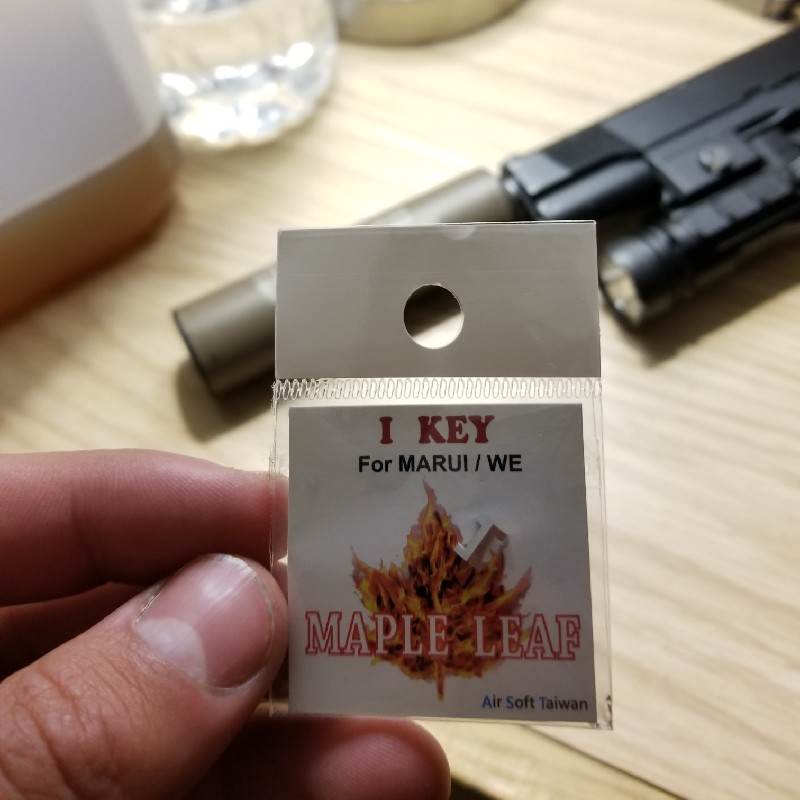 I KEY
For MARUI / WE
MAPLE LEAF
Air Soft Taiwan